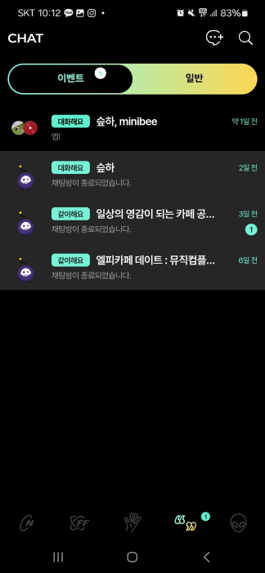 SKT 10:12 83%
CHAT
이벤트 일반
대화해요 슾하, minibee 약 1일 전
옙!
대화해요 슾하 2일 전
채팅방이 종료되었습니다.
같이해요 일상의 영감이 되는 카페 공... 3일 전
채팅방이 종료되었습니다. 1
같이해요 엘피카페 데이트 : 뮤직컴플... 6일 전
채팅방이 종료되었습니다.
N FF 1